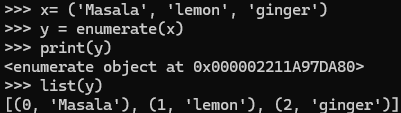 >>> x= ('Masala', 'lemon', 'ginger')
>>> y = enumerate(x)
>>> print(y)
<enumerate object at 0x000002211A97DA80>
>>> list(y)
[(0, 'Masala'), (1, 'lemon'), (2, 'ginger')]